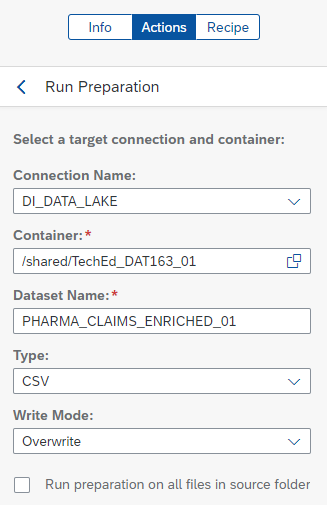 Info Actions Recipe
Run Preparation
Select a target connection and container:
Connection Name:
DI_DATA_LAKE
Container:*
/shared/TechEd_DAT163_01
Dataset Name:*
PHARMA_CLAIMS_ENRICHED_01
Type:
CSV
Write Mode:
Overwrite
Run preparation on all files in source folder